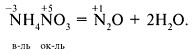 −3 +5 +1
NH₄NO₃ = N₂O + 2H₂O.
в-ль ок-ль